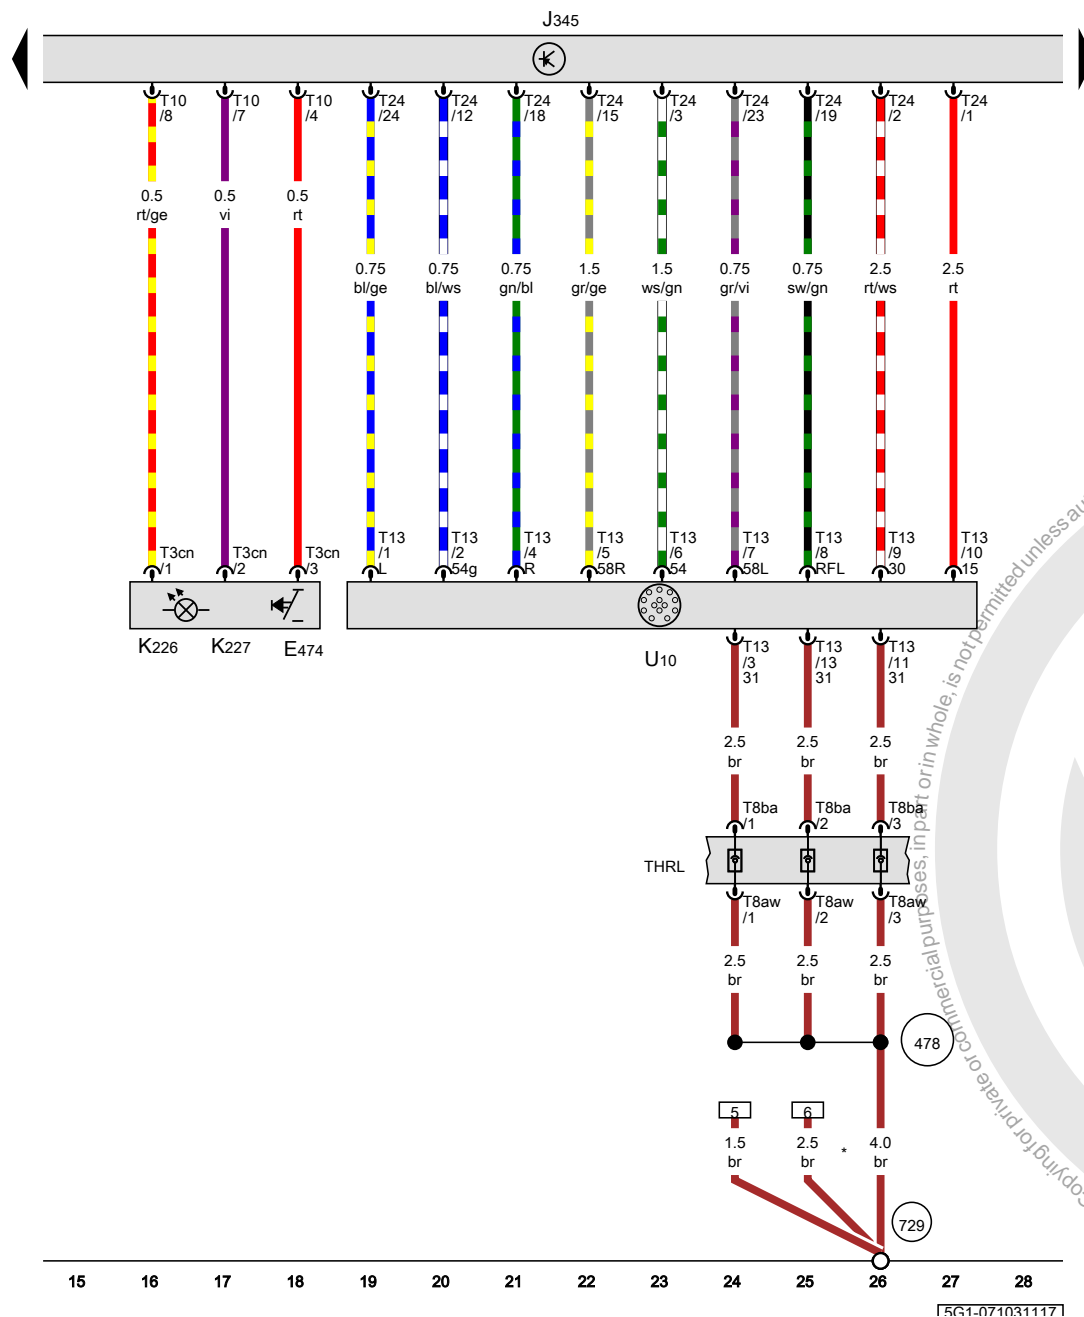 J345
T10 T10 T10 T24 T24 T24 T24 T24 T24 T24 T24 T24
/8 /7 /4 /24 /12 /18 /15 /3 /23 /19 /2 /1
0.5 0.5 0.5
rt/ge vi rt
0.75 0.75 0.75 1.5 1.5 0.75 0.75 2.5 2.5
bl/ge bl/ws gn/bl gr/ge ws/gn gr/vi sw/gn rt/ws rt
T13 T13 T13 T13 T13 T13 T13 T13 T13
T3cn T3cn T3cn /1 /2 /4 /5 /6 /7 /8 /9 /10
/1 /2 /3 L 54g R 58R 54 58L RFL 30 15
K226 K227 E474
U10
T13 T13 T13
/3 /13 /11
31 31 31
2.5 2.5 2.5
br br br
T8ba T8ba T8ba
/1 /2 /3
THRL
T8aw T8aw T8aw
/1 /2 /3
2.5 2.5 2.5
br br br
478
5 6
1.5 2.5 * 4.0
br br br
729
15 16 17 18 19 20 21 22 23 24 25 26 27 28
5G1-071031117
Copying for private or commercial purposes, in part or in whole, is not permitted unless au